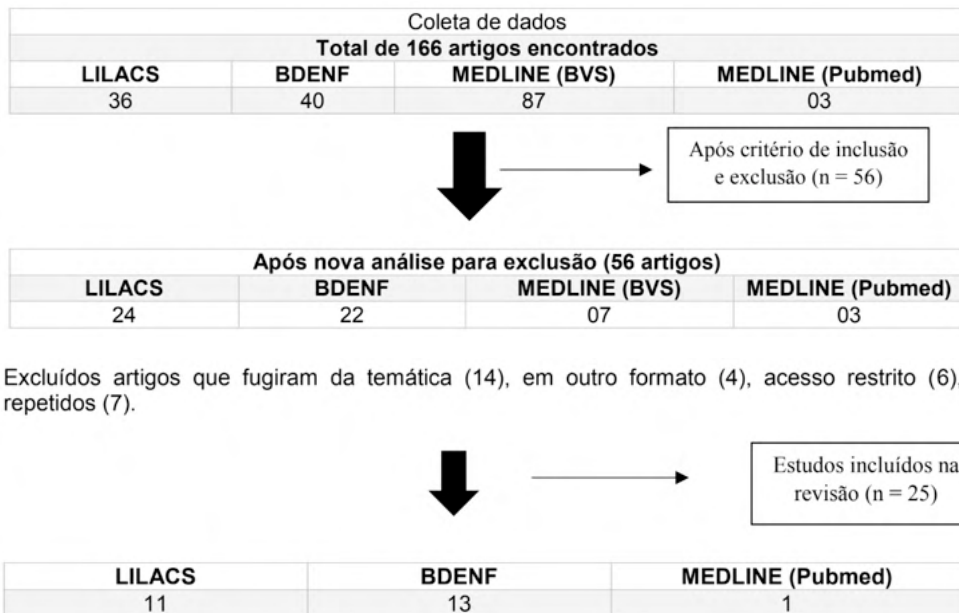 Coleta de dados
Total de 166 artigos encontrados
LILACS BDENF MEDLINE (BVS) MEDLINE (Pubmed)
36 40 87 03
Após critério de inclusão
e exclusão (n = 56)
Após nova análise para exclusão (56 artigos)
LILACS BDENF MEDLINE (BVS) MEDLINE (Pubmed)
24 22 07 03
Excluídos artigos que fugiram da temática (14), em outro formato (4), acesso restrito (6),
repetidos (7).
Estudos incluídos na
revisão (n = 25)
LILACS BDENF MEDLINE (Pubmed)
11 13 1